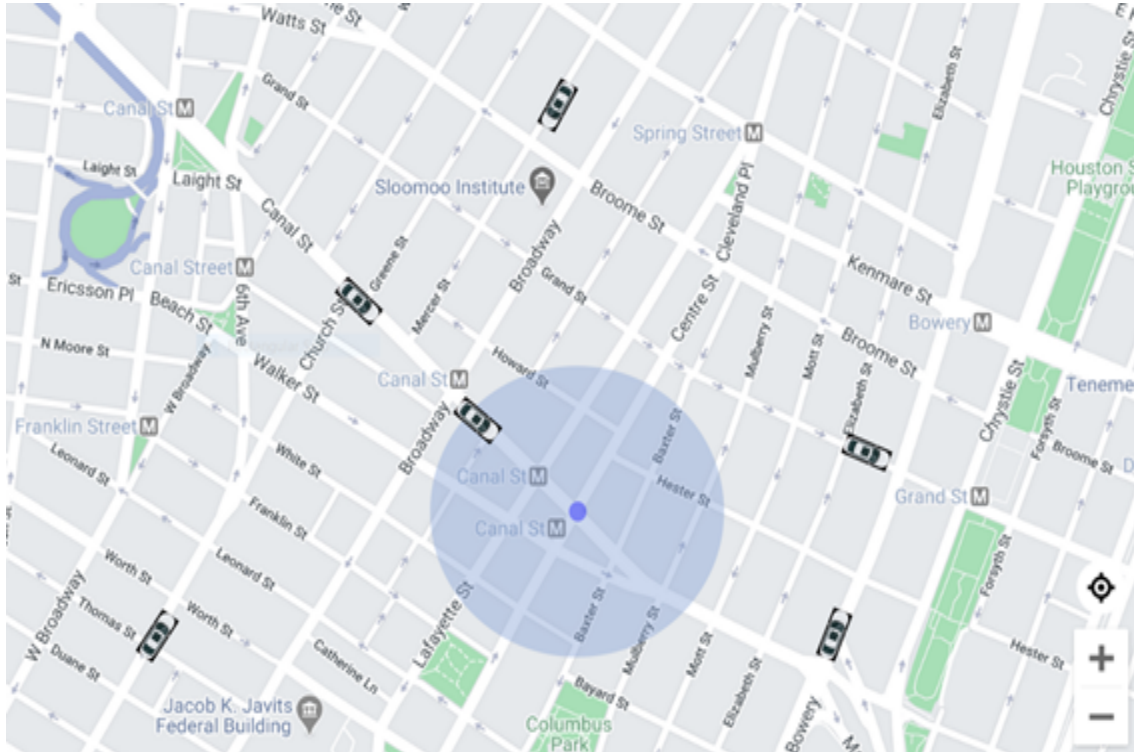 Watts St
E H
Chrystie St
Grand St
Elizabeth St
Canal St M
Spring Street M
Laight St
Laight St
Sloomoo Institute
Cleveland Pl
Houston S
Playgrou
Broome St
Canal St
Broadway
Canal Street M
Greene St
Kenmare St
St
Ericsson Pl
Grand St
Beach St
6th Ave
Mercer St
Centre St
Bowery M
Church S
Mulberry St
Mott St
Broome St
N Moore St
W Broadway
Walker St
Howard St
Canal St M
Teneme
Chrystie St
Franklin Street M
Broadway
Elizabeth St
Forsyth St
Baxter St
Broome St
D
Leonard St
White St
Canal St M
Hester St
Grand St M
Franklin St
Canal St M
Worth St
Leonard St
Forsyth St
W Broadway
Thomas St
Worth St
Lafayette St
Baxter St
Mulberry St
Mott St
Hester St
Duane St
Catherine Ln
Elizabeth St
Bayard St
Bowery
Jacob K. Javits
Federal Building
Columbus
Park
M